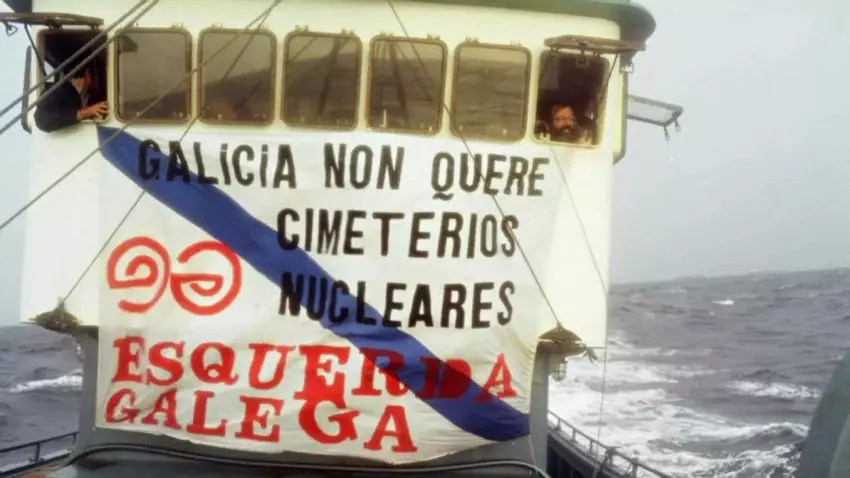 GALICIA NON QUERE
CIMETERIOS
NUCLEARES
ESQUERDA
GALEGA